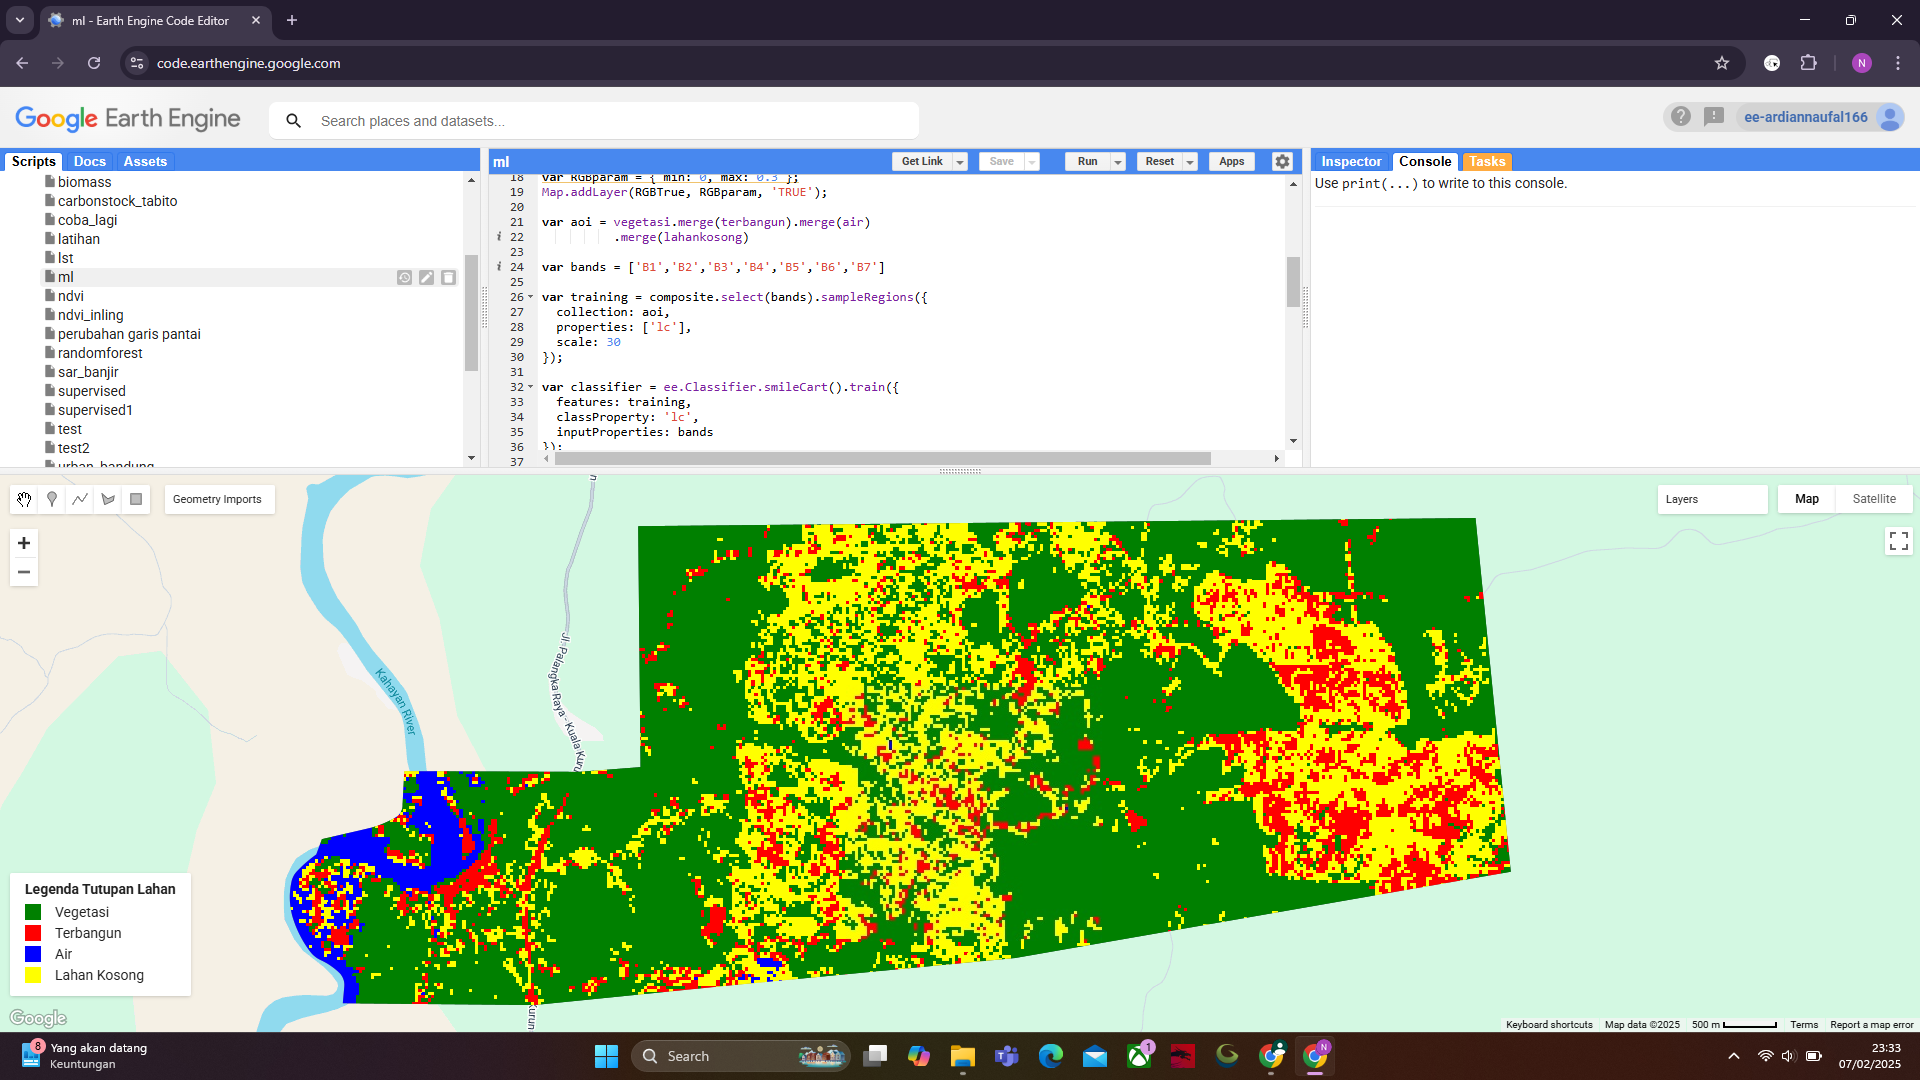 ml - Earth Engine Code Editor
code.earthengine.google.com
N
Google Earth Engine
Search places and datasets...
ee-ardiannaufal166
Scripts
Docs
Assets
biomass
carbonstock_tabito
coba_lagi
latihan
lst
ml
ndvi
ndvi_inling
perubahan garis pantai
randomforest
sar_banjir
supervised
supervised1
test
test2
urban_bandung
ml
Get Link
Save
Run
Reset
Apps
18 var RGBparam = { min: 0, max: 0.3 };
19 Map.addLayer(RGBTrue, RGBparam, 'TRUE');
20
21 var aoi = vegetasi.merge(terbangun).merge(air)
i 22 .merge(lahankosong)
23
i 24 var bands = ['B1','B2','B3','B4','B5','B6','B7']
25
26 var training = composite.select(bands).sampleRegions({
27 collection: aoi,
28 properties: ['lc'],
29 scale: 30
30 });
31
32 var classifier = ee.Classifier.smileCart().train({
33 features: training,
34 classProperty: 'lc',
35 inputProperties: bands
36 });
37
Inspector
Console
Tasks
Use print(...) to write to this console.
Geometry Imports
Layers
Map
Satellite
+
−
Kahayan River
Jl. Palangka Raya - Kuala Kuru
Legenda Tutupan Lahan
Vegetasi
Terbangun
Air
Lahan Kosong
Google
Kurun
Keyboard shortcuts
Map data ©2025
500 m
Terms
Report a map error
8
Yang akan datang
Keuntungan
Search
1
N
23:33
07/02/2025